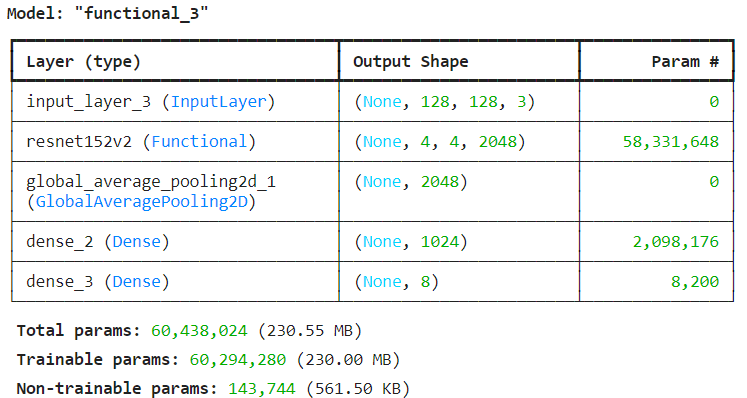 Model: "functional_3"
Layer (type) Output Shape Param #
input_layer_3 (InputLayer) (None, 128, 128, 3) 0
resnet152v2 (Functional) (None, 4, 4, 2048) 58,331,648
global_average_pooling2d_1 (None, 2048) 0
(GlobalAveragePooling2D)
dense_2 (Dense) (None, 1024) 2,098,176
dense_3 (Dense) (None, 8) 8,200
Total params: 60,438,024 (230.55 MB)
Trainable params: 60,294,280 (230.00 MB)
Non-trainable params: 143,744 (561.50 KB)